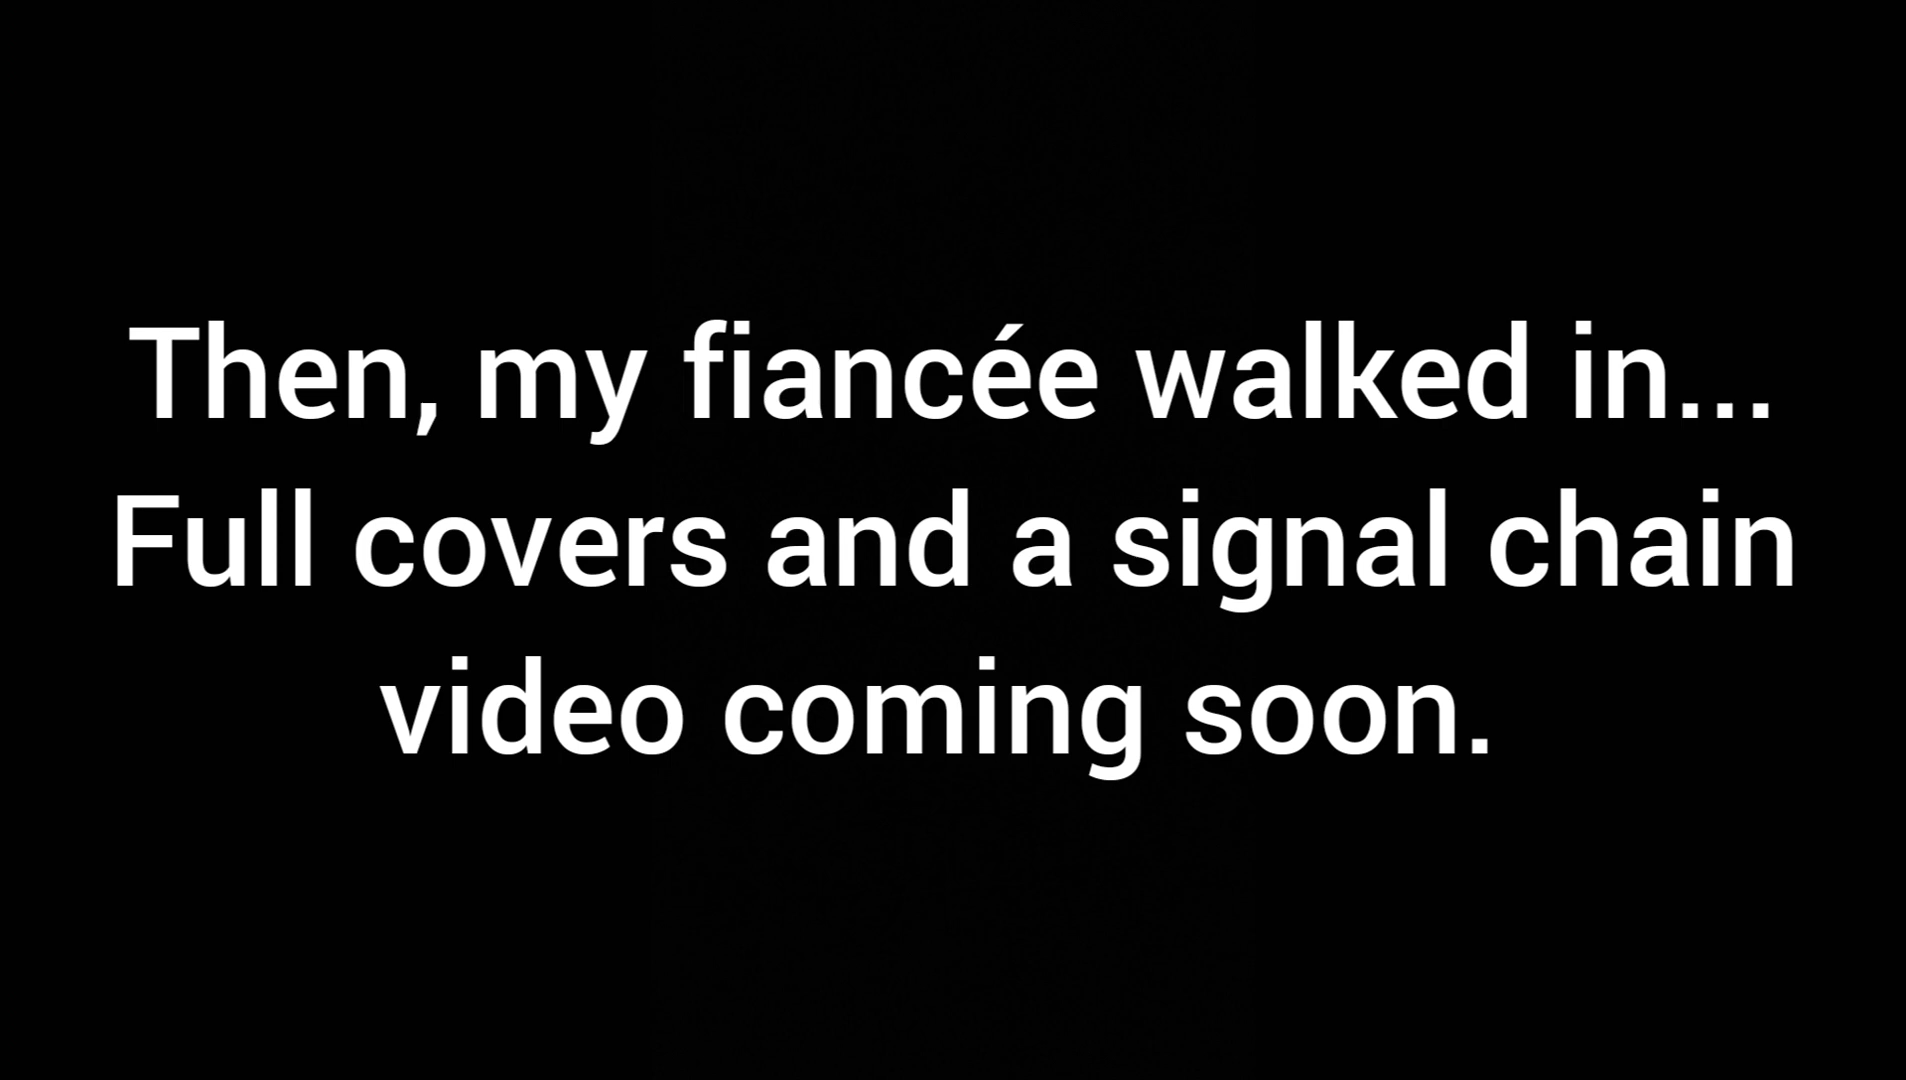 Then, my fiancée walked in...
Full covers and a signal chain
video coming soon.